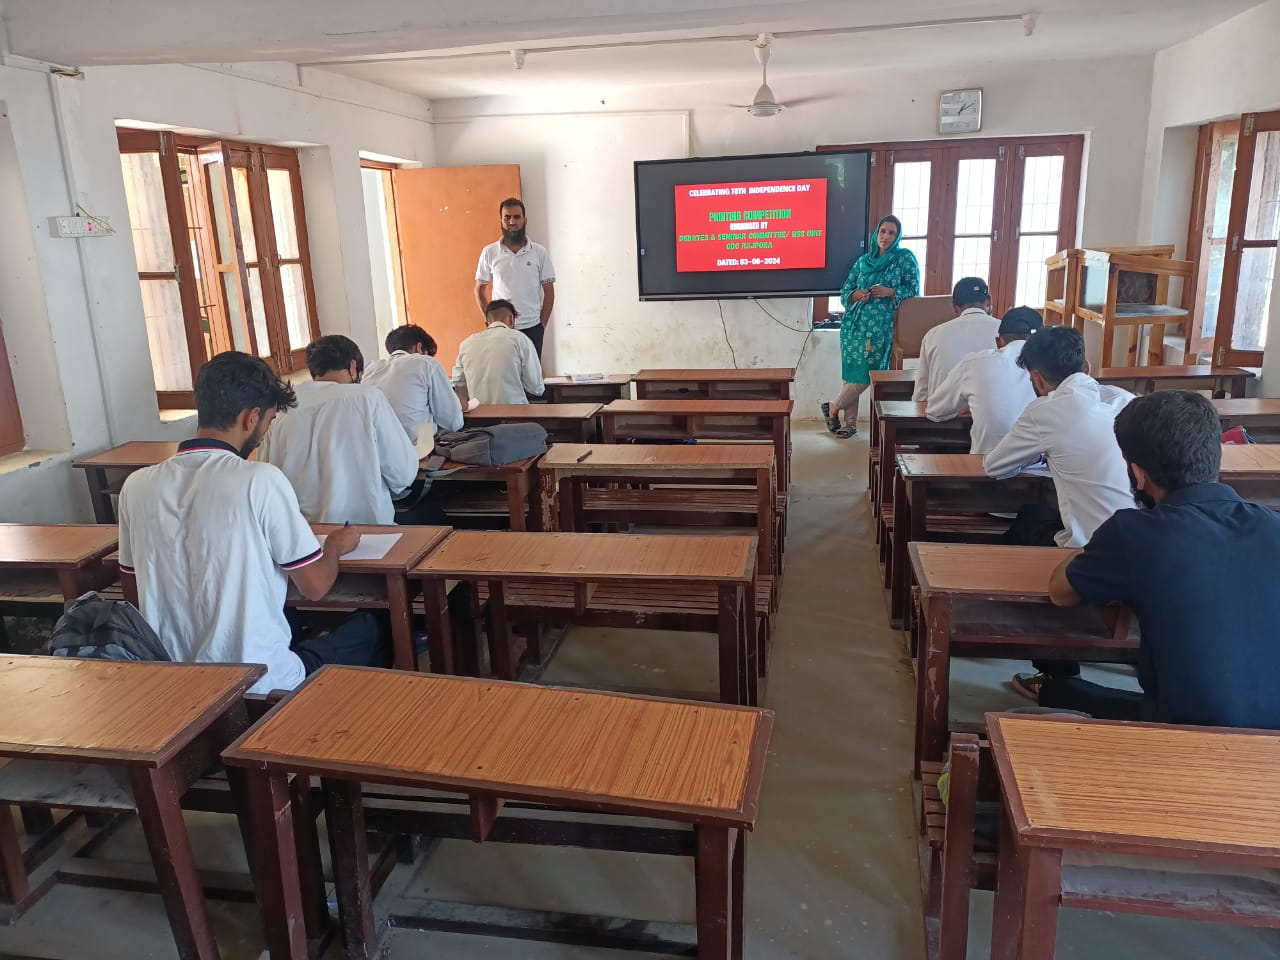 CELEBRATING 78TH INDEPENDENCE DAY
PAINTING COMPETITION
ORGANISED BY
DEBATES & SEMINAR COMMITTEE/ NSS UNIT
GDC RAJPORA
DATED: 03-08-2024